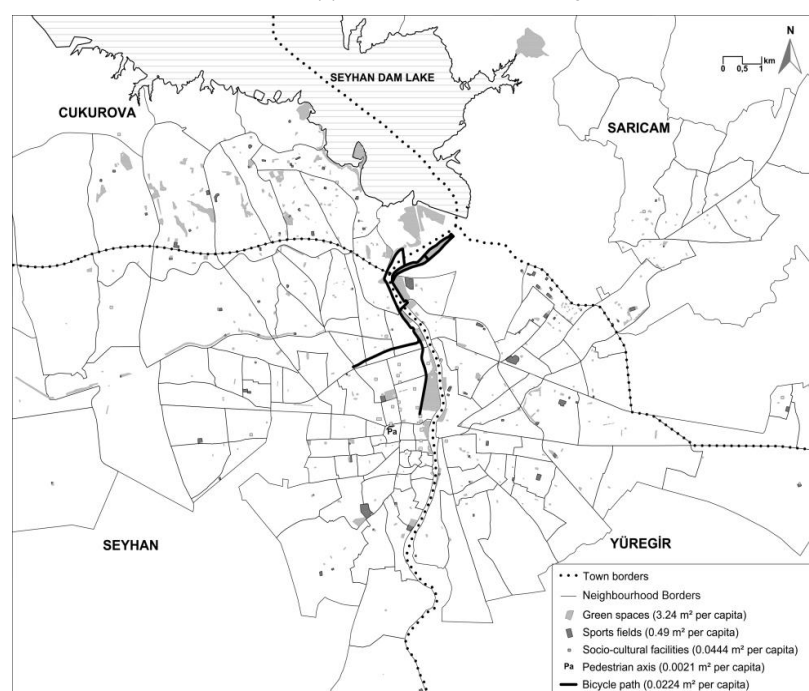 N
0 0,5 1 km
SEYHAN DAM LAKE
CUKUROVA
SARICAM
Pa
SEYHAN
YÜREGİR
Town borders
Neighbourhood Borders
Green spaces (3.24 m² per capita)
Sports fields (0.49 m² per capita)
Socio-cultural facilities (0.0444 m² per capita)
Pa Pedestrian axis (0.0021 m² per capita)
Bicycle path (0.0224 m² per capita)